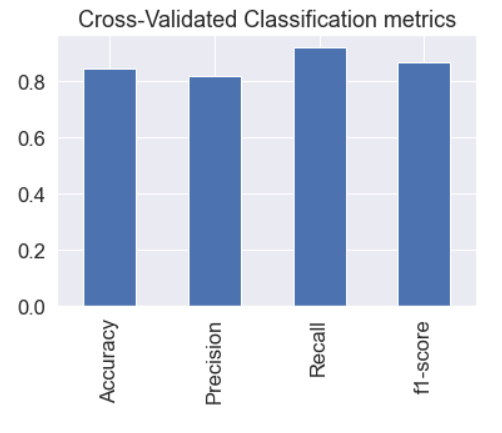 Cross-Validated Classification metrics
0.8
0.6
0.4
0.2
0.0
Accuracy
Precision
Recall
f1-score